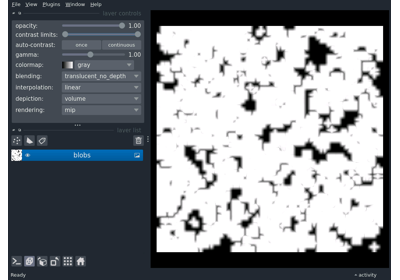 File View Plugins Window Help
layer controls
opacity: 1.00
contrast limits:
auto-contrast: once continuous
gamma: 1.00
colormap: gray
blending: translucent_no_depth
interpolation: linear
depiction: volume
rendering: mip
layer list
blobs
Ready activity